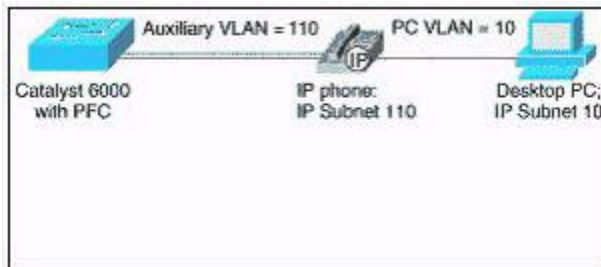 Auxiliary VLAN = 110
PC VLAN = 10
IP
Catalyst 6000
with PFC
IP phone:
IP Subnet 110
Desktop PC;
IP Subnet 10